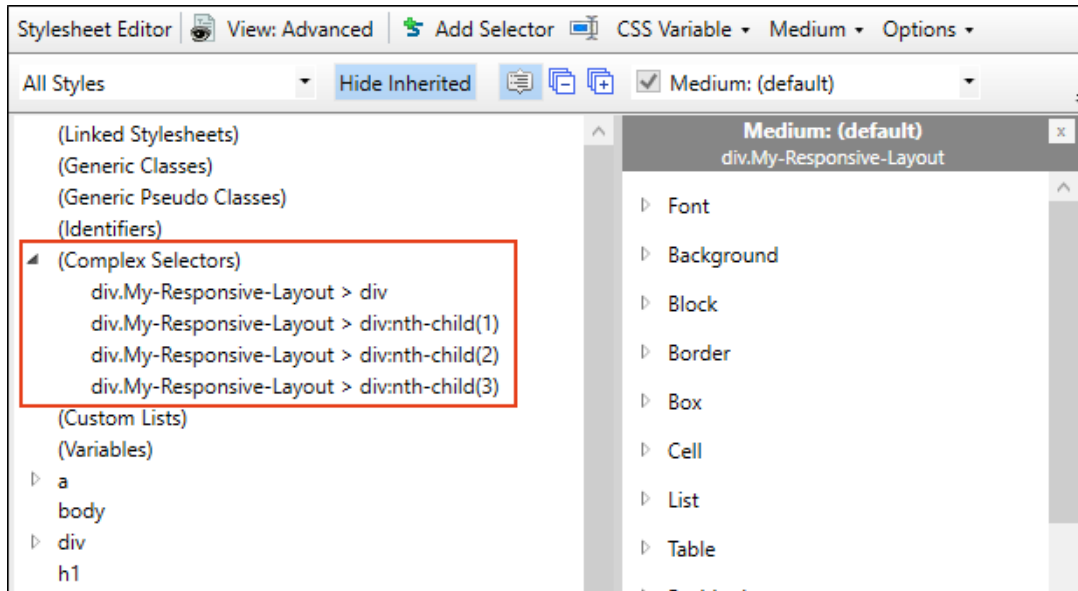 Stylesheet Editor View: Advanced Add Selector CSS Variable Medium Options
All Styles Hide Inherited Medium: (default)
(Linked Stylesheets)
(Generic Classes)
(Generic Pseudo Classes)
(Identifiers)
(Complex Selectors)
div.My-Responsive-Layout > div
div.My-Responsive-Layout > div:nth-child(1)
div.My-Responsive-Layout > div:nth-child(2)
div.My-Responsive-Layout > div:nth-child(3)
(Custom Lists)
(Variables)
a
body
div
h1
Medium: (default)
x
div.My-Responsive-Layout
Font
Background
Block
Border
Box
Cell
List
Table